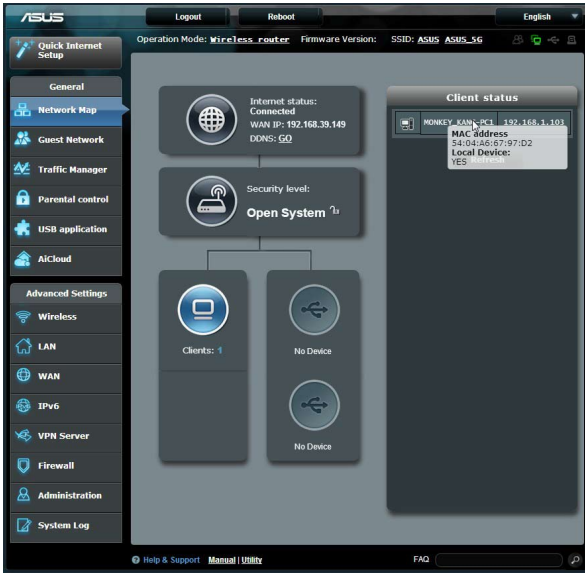 ASUS
Logout
Reboot
English
Quick Internet
Setup
Operation Mode: Wireless router Firmware Version: SSID: ASUS ASUS_5G
General
Network Map
Guest Network
Traffic Manager
Parental control
USB application
AiCloud
Advanced Settings
Wireless
LAN
WAN
IPv6
VPN Server
Firewall
Administration
System Log
Internet status:
Connected
WAN IP: 192.168.39.149
DDNS: GO
Security level:
Open System
Clients: 1
No Device
No Device
Client status
192.168.1.103
MAC address
54:04:A6:67:97:D2
Local Device:
YES
Refresh
Help & Support Manual | Utility
FAQ